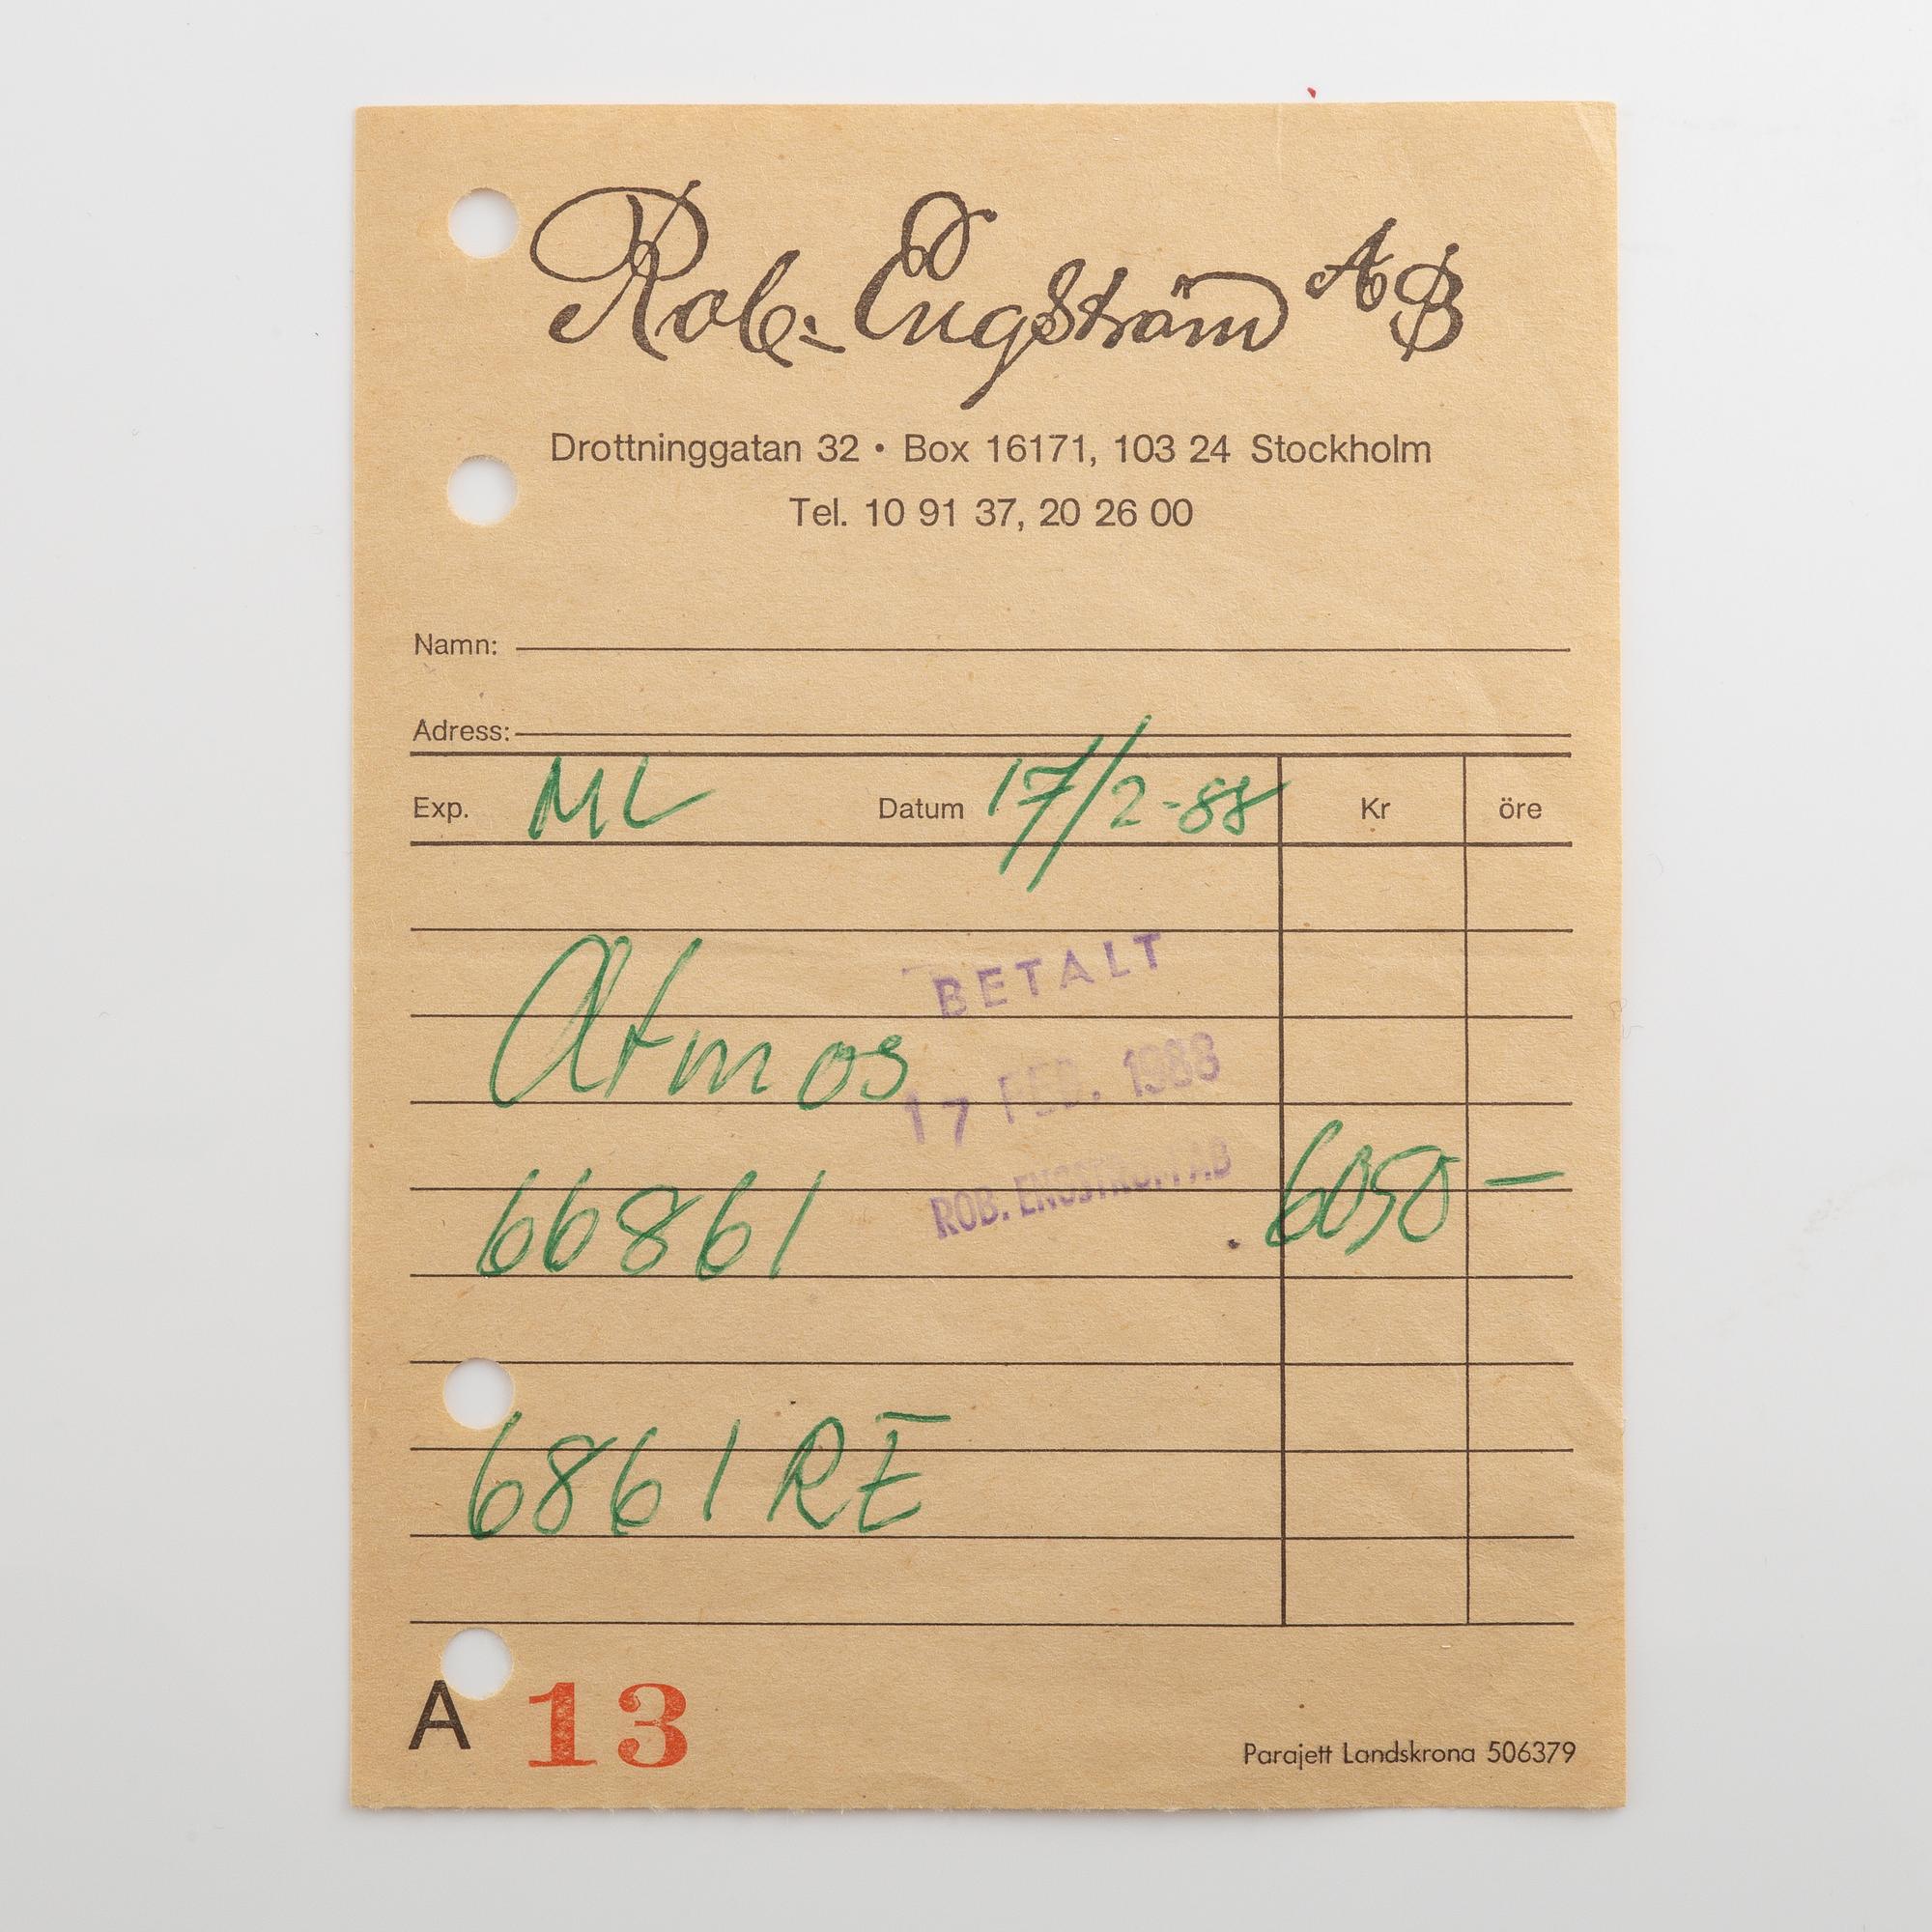 Rob. Engström AB
Drottninggatan 32 • Box 16171, 103 24 Stockholm
Tel. 10 91 37, 20 26 00
Namn:
Adress:
Exp. ML Datum 17/2-88 Kr öre
BETALT
Atmos
17 FEB. 1988
ROB. ENGSTRÖM AB
66861 6050 –
6861 RE
A 13
Parajett Landskrona 506379